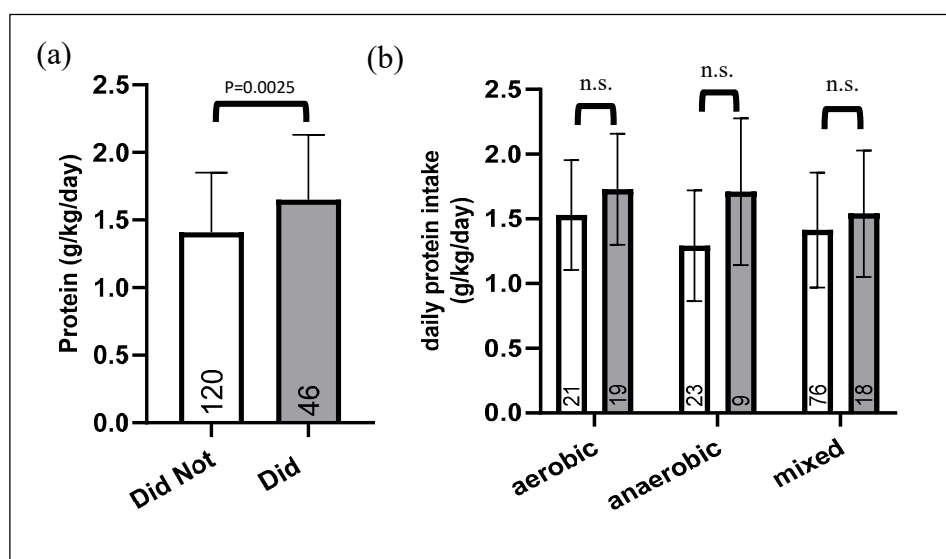 (a)
P=0.0025
2.5
2.0
1.5
1.0
0.5
0.0
Protein (g/kg/day)
120
46
Did Not
Did
(b)
n.s.
n.s.
n.s.
2.5
2.0
1.5
1.0
0.5
0.0
daily protein intake
(g/kg/day)
21
19
23
9
76
18
aerobic
anaerobic
mixed